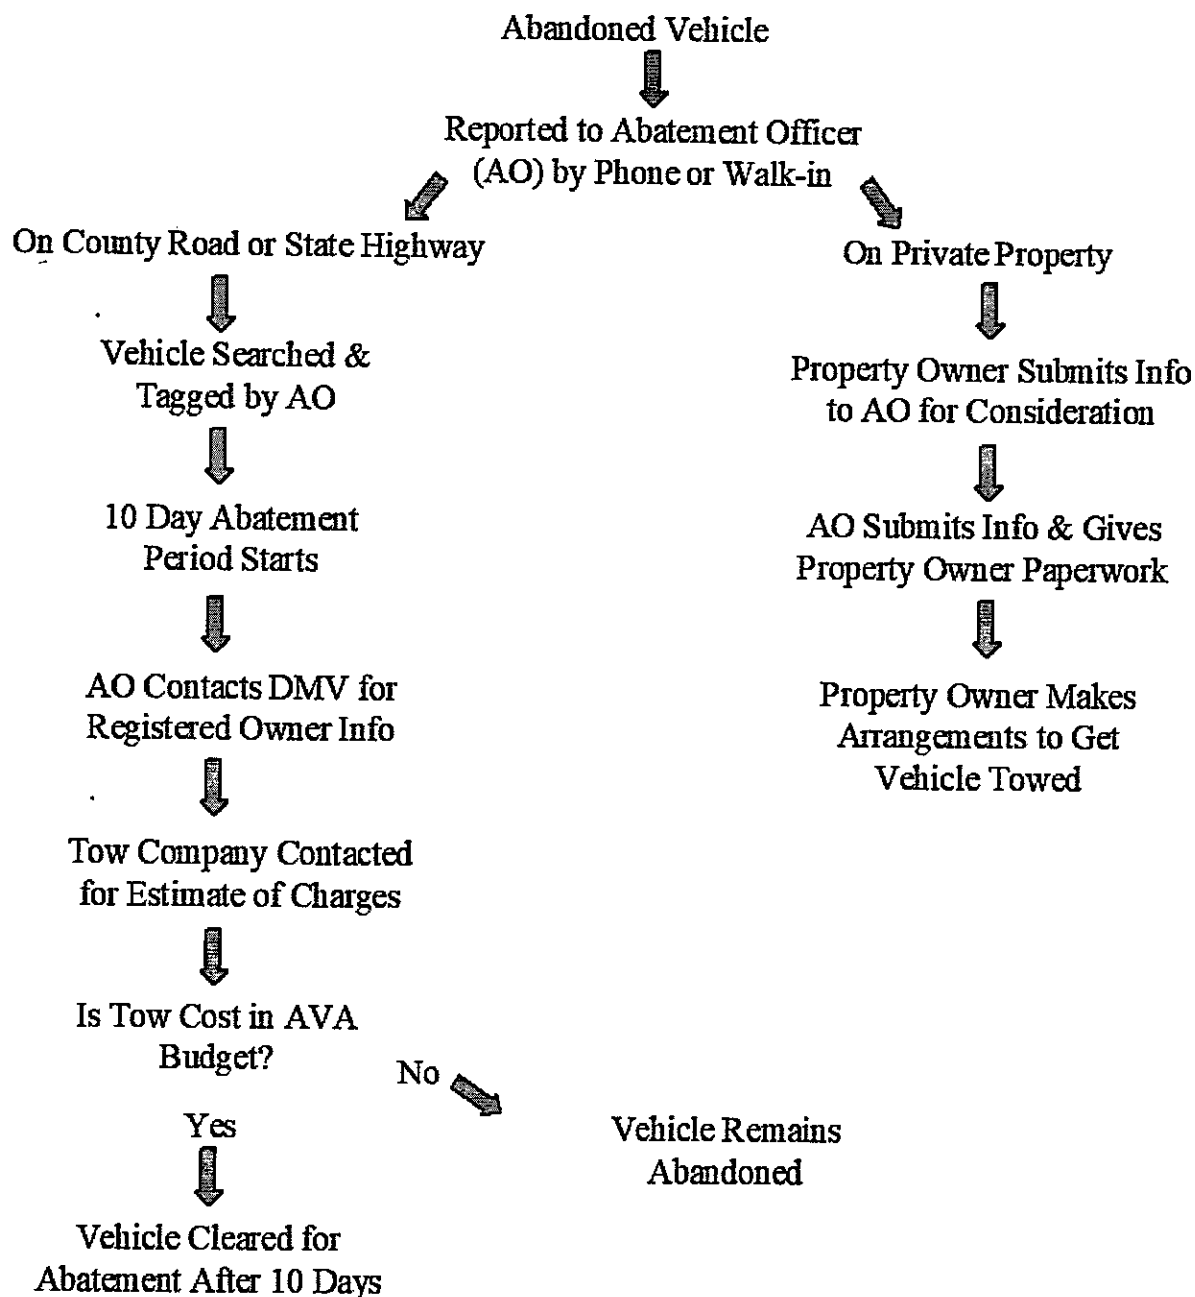 Abandoned Vehicle
Reported to Abatement Officer
(AO) by Phone or Walk-in
On County Road or State Highway
On Private Property
Vehicle Searched &
Tagged by AO
Property Owner Submits Info
to AO for Consideration
10 Day Abatement
Period Starts
AO Submits Info & Gives
Property Owner Paperwork
AO Contacts DMV for
Registered Owner Info
Property Owner Makes
Arrangements to Get
Vehicle Towed
Tow Company Contacted
for Estimate of Charges
Is Tow Cost in AVA
Budget?
No
Yes
Vehicle Remains
Abandoned
Vehicle Cleared for
Abatement After 10 Days